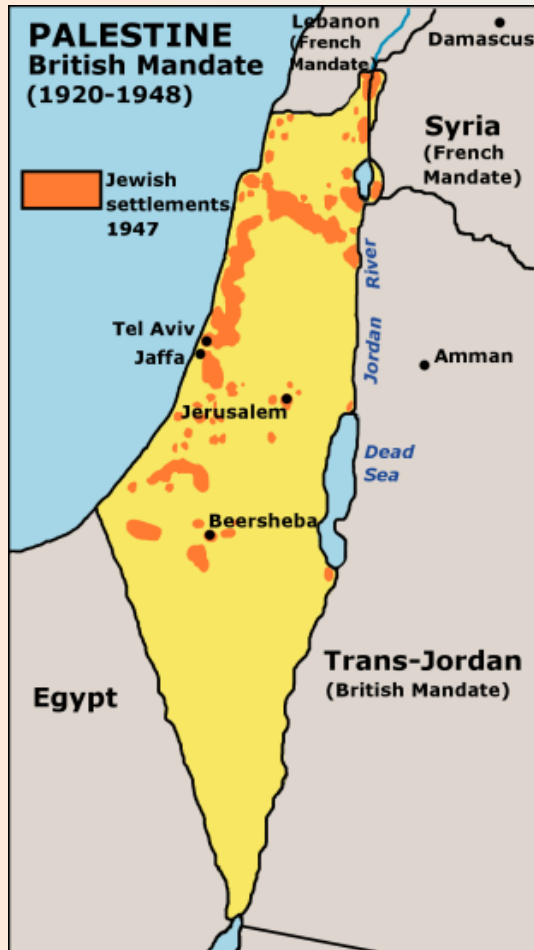 PALESTINE
British Mandate
(1920-1948)
Lebanon
(French
Mandate)
Damascus
Syria
(French
Mandate)
Jewish
settlements
1947
Tel Aviv
Jaffa
Jordan River
Amman
Jerusalem
Dead
Sea
Beersheba
Trans-Jordan
(British Mandate)
Egypt